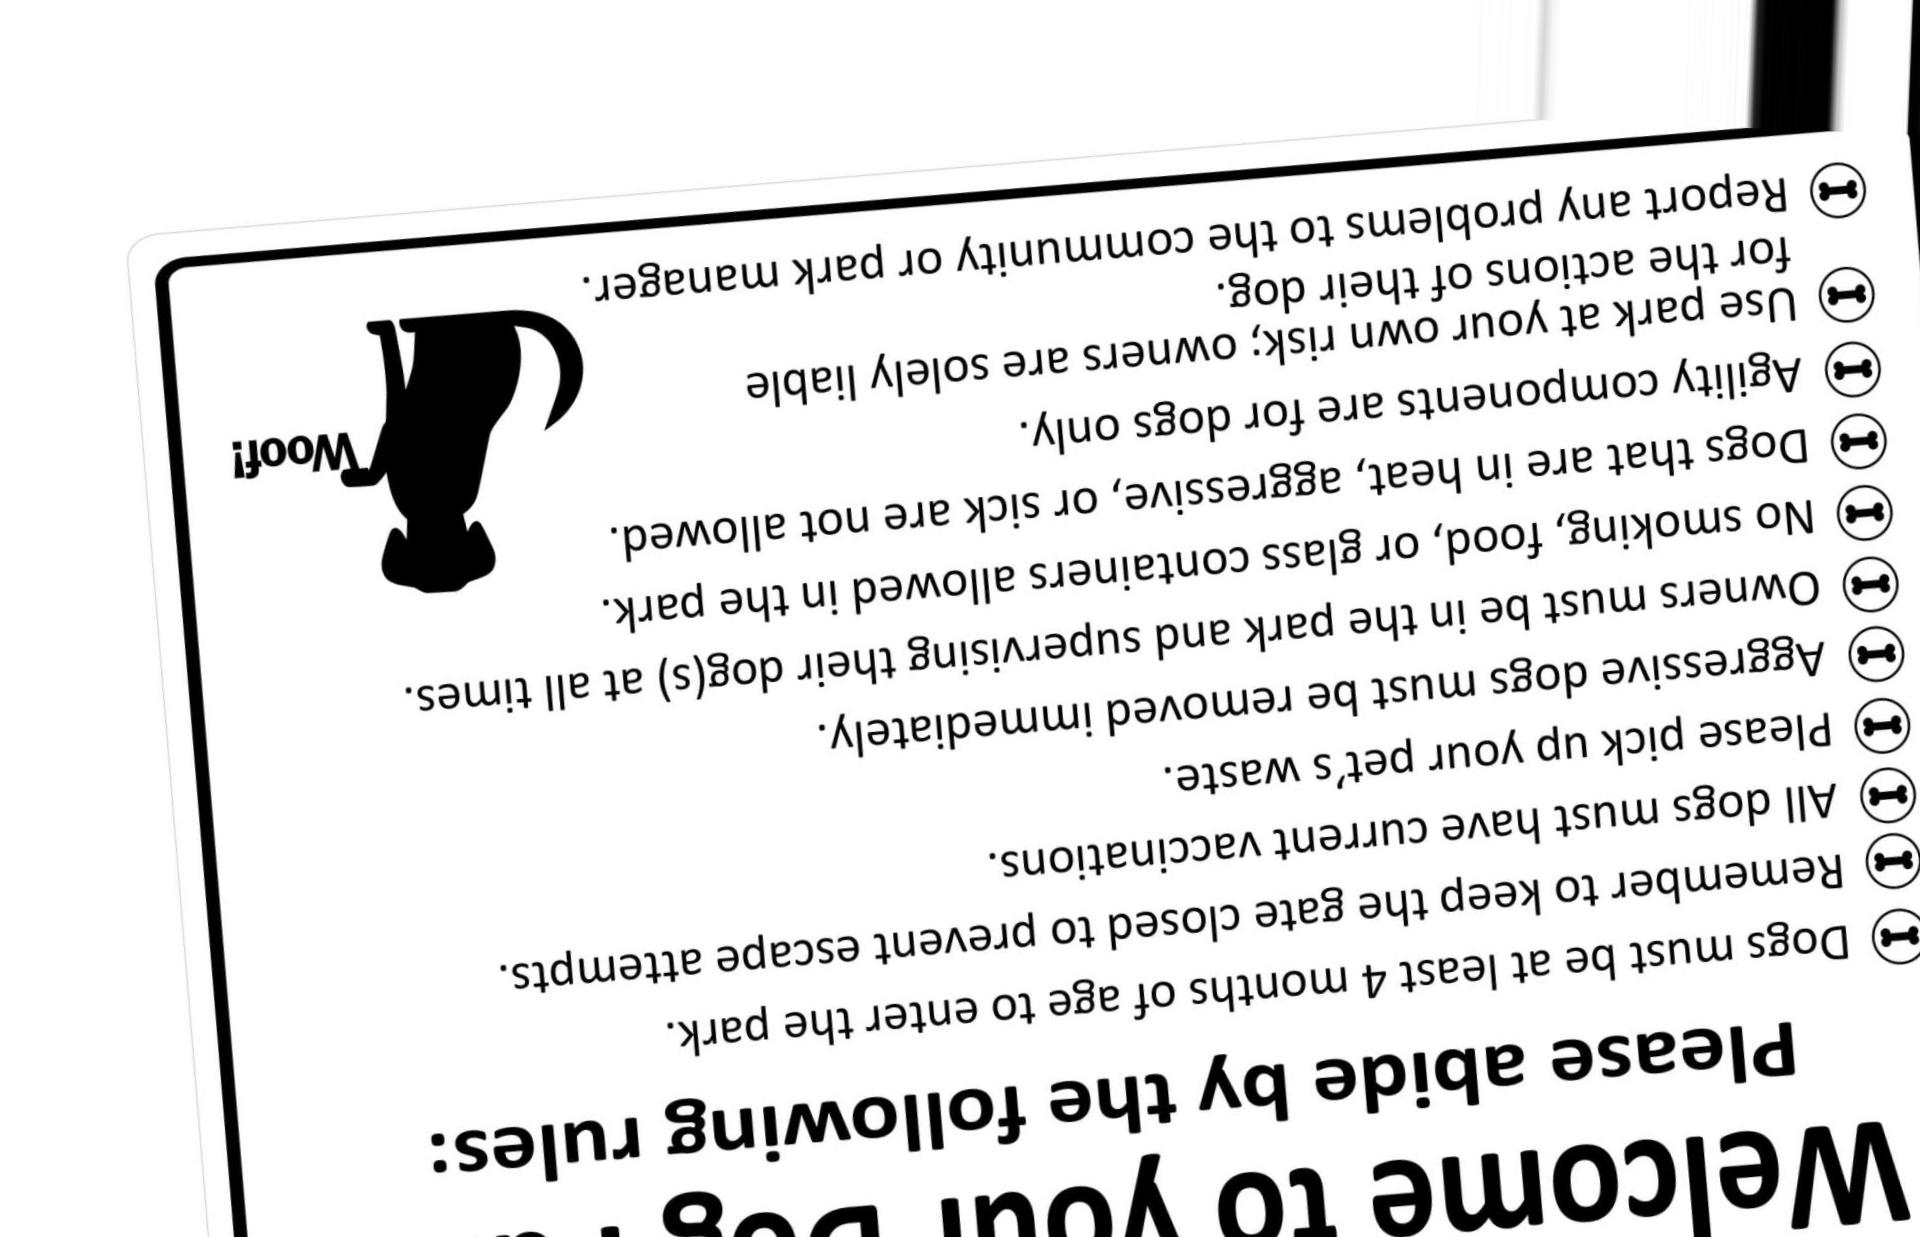 Welcome to your Dog
Please abide by the following rules:
Dogs must be at least 4 months of age to enter the park.
Remember to keep the gate closed to prevent escape attempts.
All dogs must have current vaccinations.
Please pick up your pet's waste.
Aggressive dogs must be removed immediately.
Owners must be in the park and supervising their dog(s) at all times.
No smoking, food, or glass containers allowed in the park.
Dogs that are in heat, aggressive, or sick are not allowed.
Agility components are for dogs only.
Use park at your own risk; owners are solely liable
for the actions of their dog.
Report any problems to the community or park manager.
Woof!